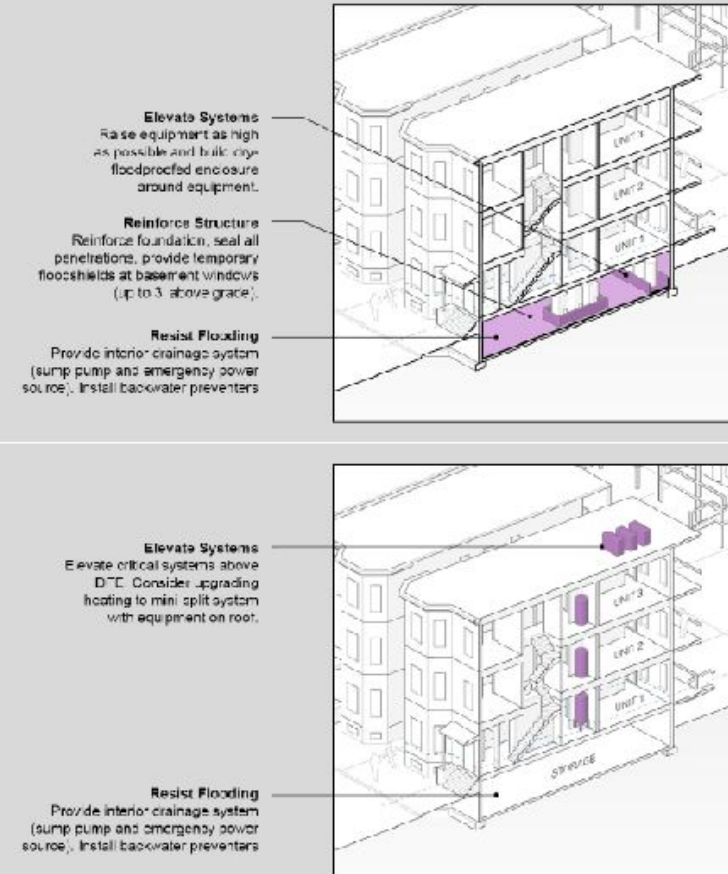 Elevate Systems
Raise equipment as high
as possible and build dry-
floodproofed enclosure
around equipment.
Reinforce Structure
Reinforce foundation, seal all
penetrations, provide temporary
floodshields at basement windows
(up to 3' above grade).
Resist Flooding
Provide interior drainage system
(sump pump and emergency power
source). Install backwater preventers
UNIT 3
UNIT 2
UNIT 1
Elevate Systems
Elevate critical systems above
DFE. Consider upgrading
heating to mini split system
with equipment on roof.
Resist Flooding
Provide interior drainage system
(sump pump and emergency power
source). Install backwater preventers
UNIT 3
UNIT 2
UNIT 1
STORAGE